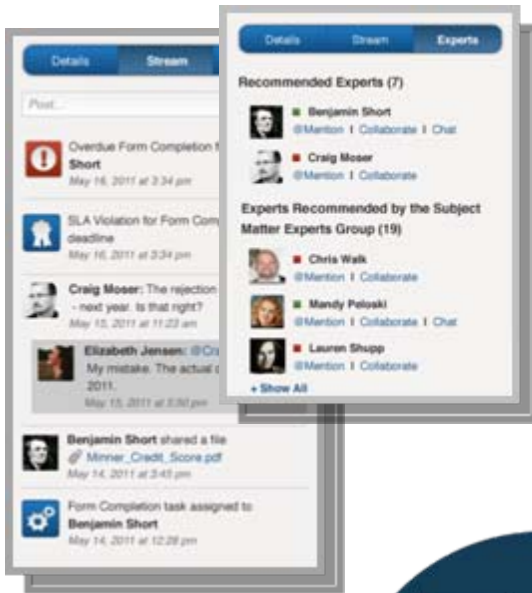 Details Stream
Post...
Overdue Form Completion
Short
May 16, 2011 at 3:34 pm
SLA Violation for Form
deadline
May 16, 2011 at 3:34 pm
Craig Moser: The rejection
- next year. Is that right?
May 15, 2011 at 11:23 am
Elizabeth Jensen:
My mistake. The actual
2011.
May 15, 2011 at
Benjamin Short shared a file
Minner_Credit_Score.pdf
May 14, 2011 at 3:45 pm
Form Completion task assigned to
Benjamin Short
May 14, 2011 at 12:28 pm
Details Stream Experts
Recommended Experts (7)
Benjamin Short
@Mention I Collaborate I Chat
Craig Moser
@Mention I Collaborate
Experts Recommended by the Subject
Matter Experts Group (19)
Chris Walk
@Mention I Collaborate
Mandy Peloski
@Mention I Collaborate I Chat
Lauren Shupp
@Mention I Collaborate
+ Show All